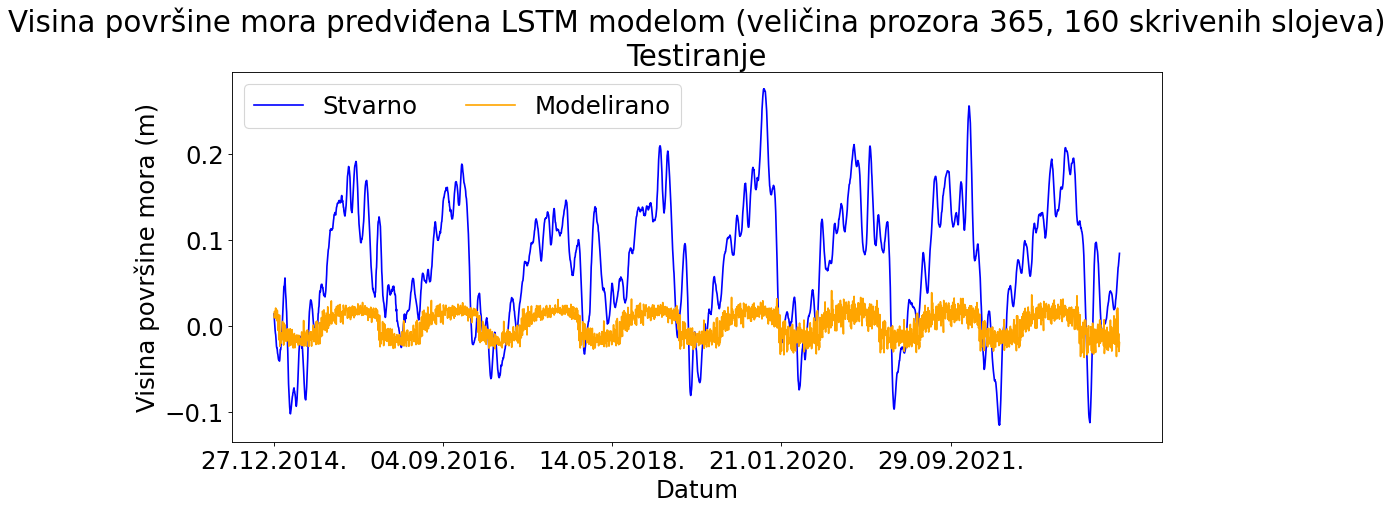 Visina površine mora predviđena LSTM modelom (veličina prozora 365, 160 skrivenih slojeva)
Testiranje
Stvarno Modelirano
Visina površine mora (m)
0.2
0.1
0.0
−0.1
27.12.2014. 04.09.2016. 14.05.2018. 21.01.2020. 29.09.2021.
Datum